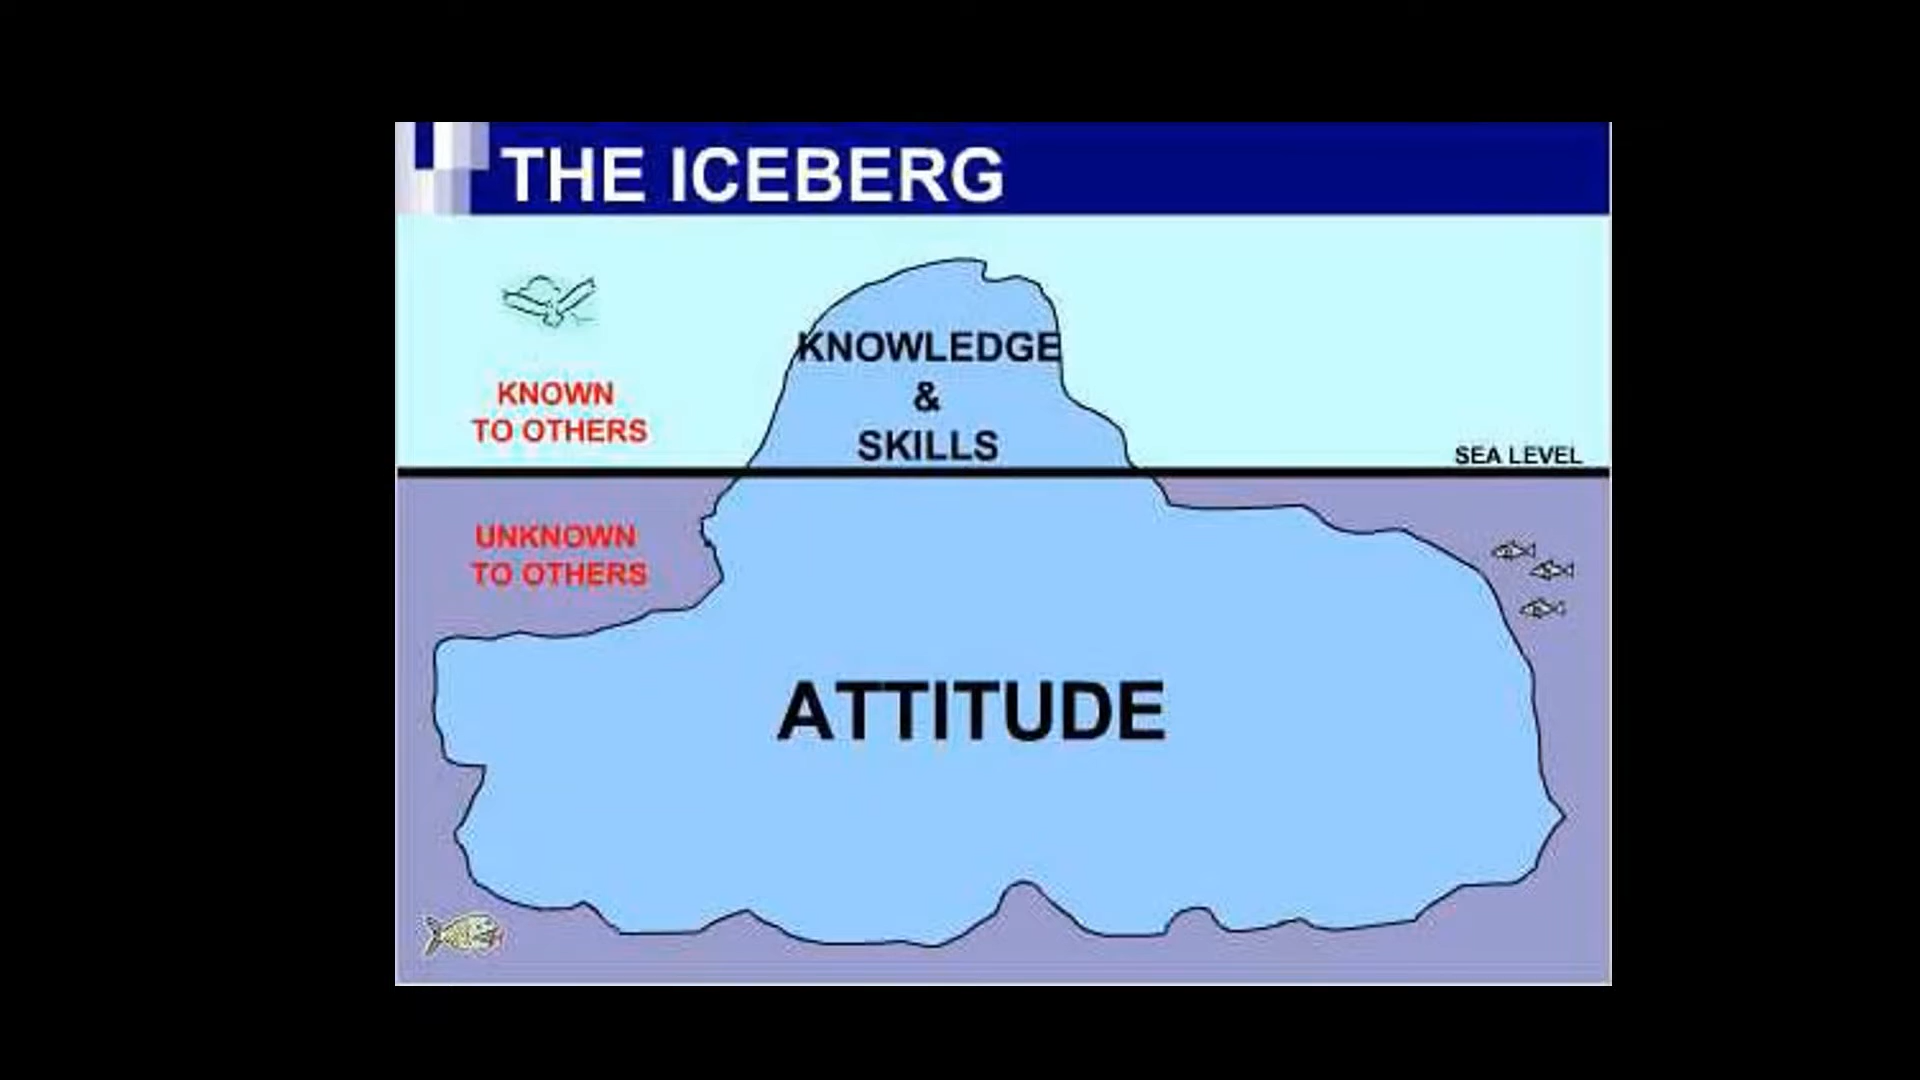 THE ICEBERG
KNOWLEDGE
&
SKILLS
KNOWN
TO OTHERS
SEA LEVEL
UNKNOWN
TO OTHERS
ATTITUDE